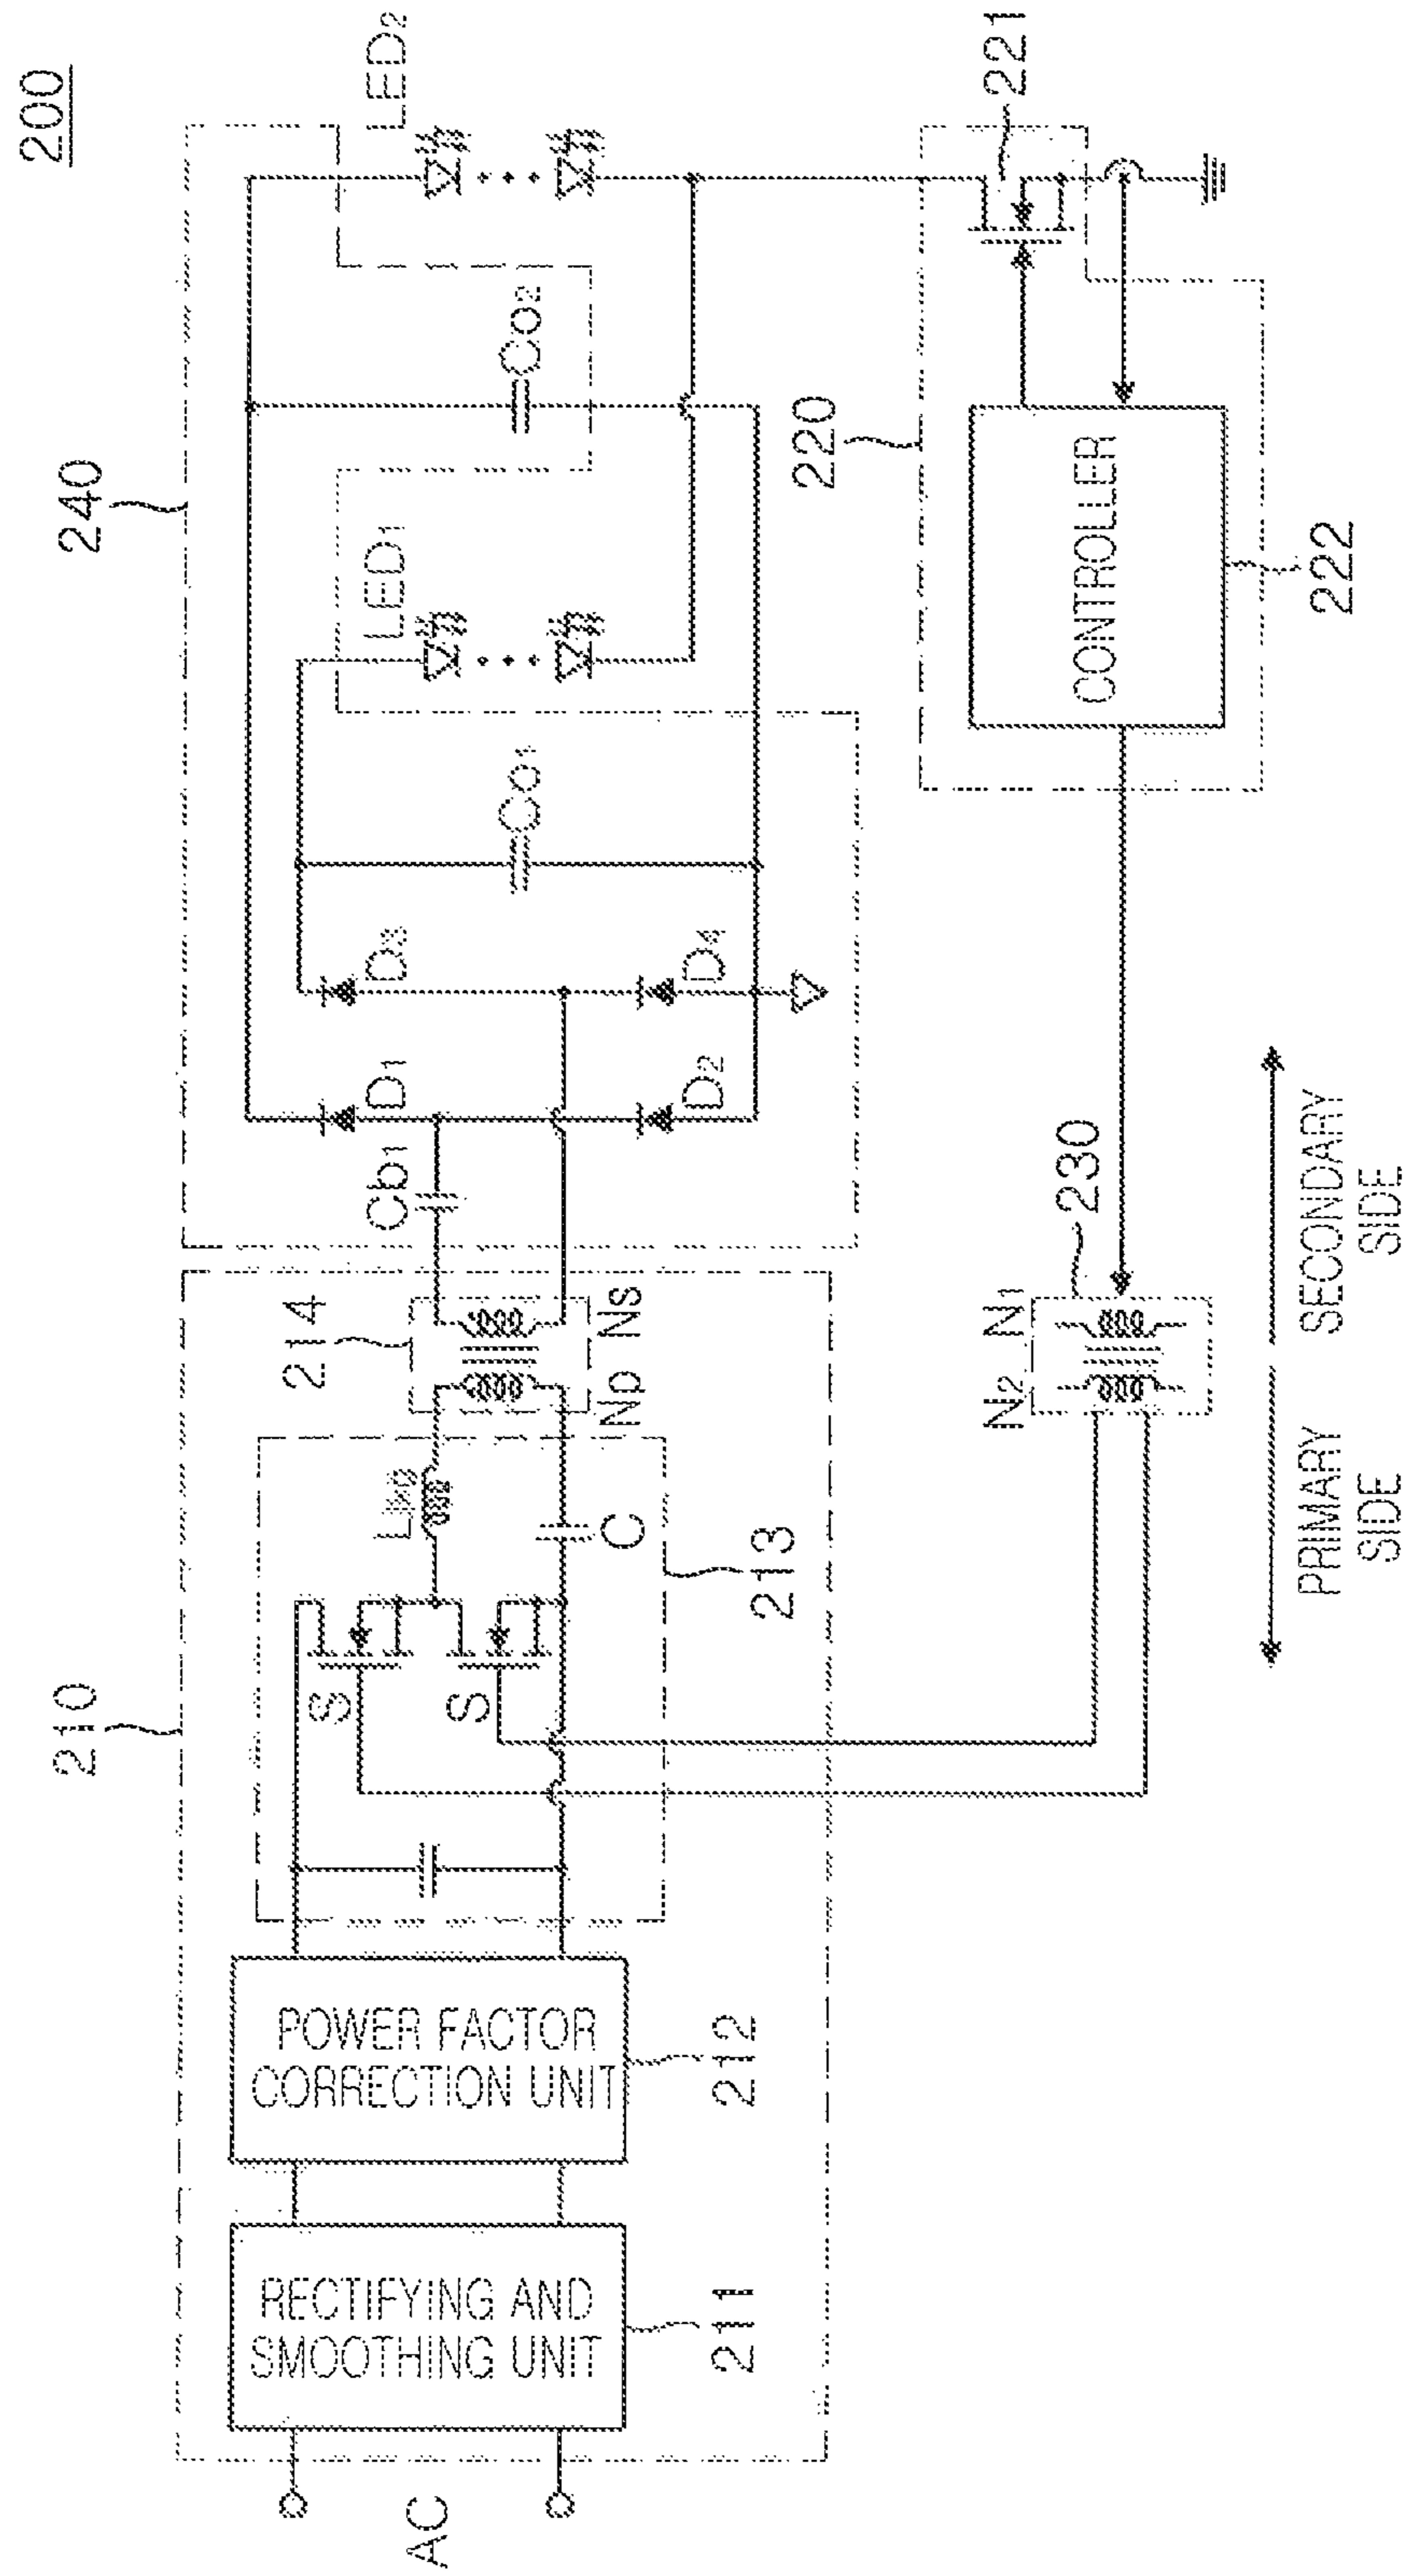 200
240
LED2
LED1
Co2
Co1
D3
D4
D1
D2
Cb1
214
Np
Ns
Llkg
C
213
S
S
210
POWER FACTOR
CORRECTION UNIT
212
RECTIFYING AND
SMOOTHING UNIT
211
AC
220
221
CONTROLLER
222
230
N2
N1
PRIMARY
SIDE
SECONDARY
SIDE